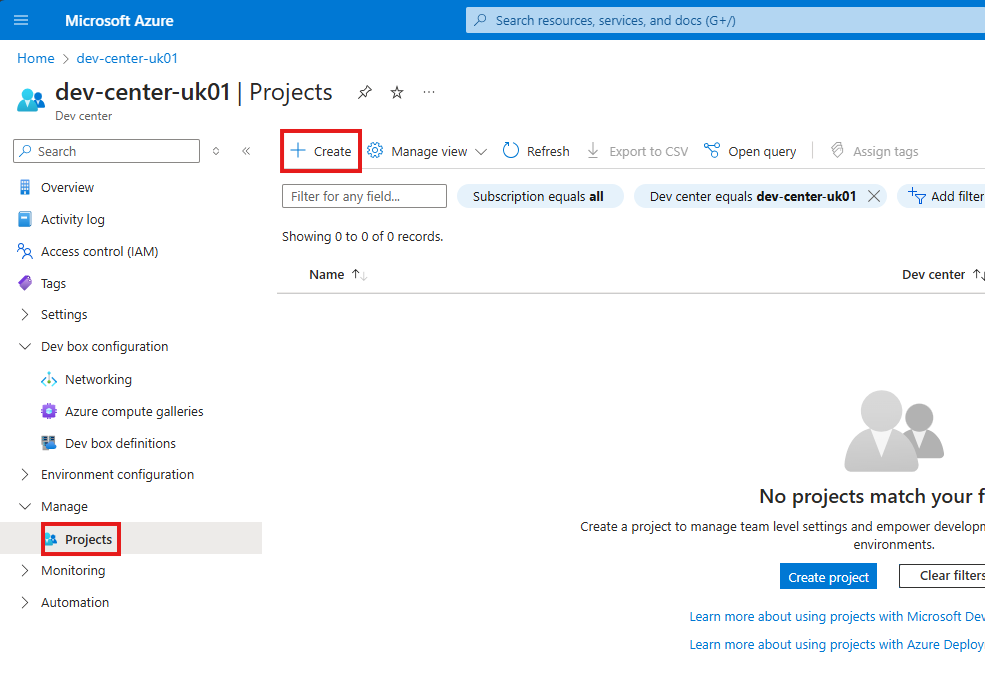 Microsoft Azure
Search resources, services, and docs (G+/)
Home > dev-center-uk01
dev-center-uk01 | Projects
Dev center
Search
Overview
Activity log
Access control (IAM)
Tags
Settings
Dev box configuration
Networking
Azure compute galleries
Dev box definitions
Environment configuration
Manage
Projects
Monitoring
Automation
Create
Manage view
Refresh
Export to CSV
Open query
Assign tags
Filter for any field...
Subscription equals all
Dev center equals dev-center-uk01
Add filter
Showing 0 to 0 of 0 records.
Name
Dev center
No projects match your f
Create a project to manage team level settings and empower developm
environments.
Create project
Clear filters
Learn more about using projects with Microsoft Dev
Learn more about using projects with Azure Deploy